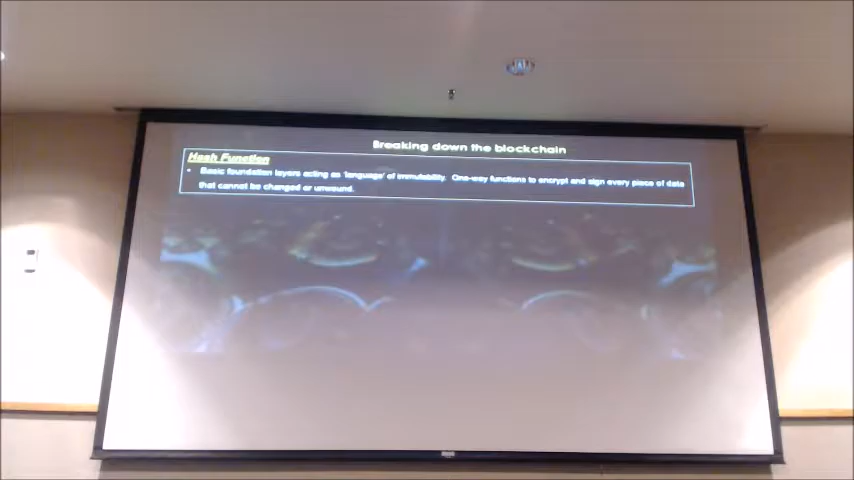 Breaking down the blockchain
Hash Function
• Basic foundation layers acting as 'language' of immutability. One-way functions to encrypt and sign every piece of data
that cannot be changed or unwound.